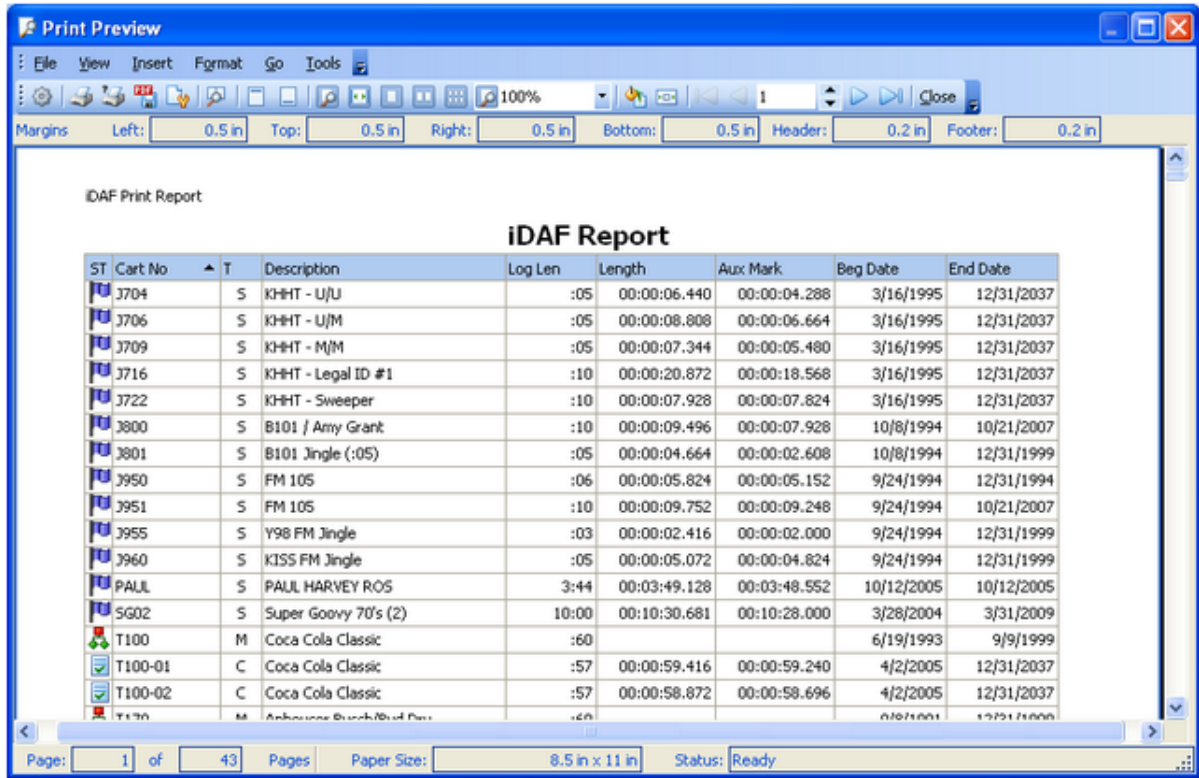 Print Preview
File View Insert Format Go Tools
100% 1 Close
Margins Left: 0.5 in Top: 0.5 in Right: 0.5 in Bottom: 0.5 in Header: 0.2 in Footer: 0.2 in
iDAF Print Report
iDAF Report
ST Cart No T Description Log Len Length Aux Mark Beg Date End Date
J704 S KHHT - U/U :05 00:00:06.440 00:00:04.288 3/16/1995 12/31/2037
J706 S KHHT - U/M :05 00:00:08.808 00:00:06.664 3/16/1995 12/31/2037
J709 S KHHT - M/M :05 00:00:07.344 00:00:05.480 3/16/1995 12/31/2037
J716 S KHHT - Legal ID #1 :10 00:00:20.872 00:00:18.568 3/16/1995 12/31/2037
J722 S KHHT - Sweeper :10 00:00:07.928 00:00:07.824 3/16/1995 12/31/2037
J800 S B101 / Amy Grant :10 00:00:09.496 00:00:07.928 10/8/1994 10/21/2007
J801 S B101 Jingle (:05) :05 00:00:04.664 00:00:02.608 10/8/1994 12/31/1999
J950 S FM 105 :06 00:00:05.824 00:00:05.152 9/24/1994 12/31/1994
J951 S FM 105 :10 00:00:09.752 00:00:09.248 9/24/1994 10/21/2007
J955 S Y98 FM Jingle :03 00:00:02.416 00:00:02.000 9/24/1994 12/31/1999
J960 S KISS FM Jingle :05 00:00:05.072 00:00:04.824 9/24/1994 12/31/1999
PAUL S PAUL HARVEY ROS 3:44 00:03:49.128 00:03:48.552 10/12/2005 10/12/2005
SG02 S Super Goovy 70's (2) 10:00 00:10:30.681 00:10:28.000 3/28/2004 3/31/2009
T100 M Coca Cola Classic :60 6/19/1993 9/9/1999
T100-01 C Coca Cola Classic :57 00:00:59.416 00:00:59.240 4/2/2005 12/31/2037
T100-02 C Coca Cola Classic :57 00:00:58.872 00:00:58.696 4/2/2005 12/31/2037
Page: 1 of 43 Pages Paper Size: 8.5 in x 11 in Status: Ready